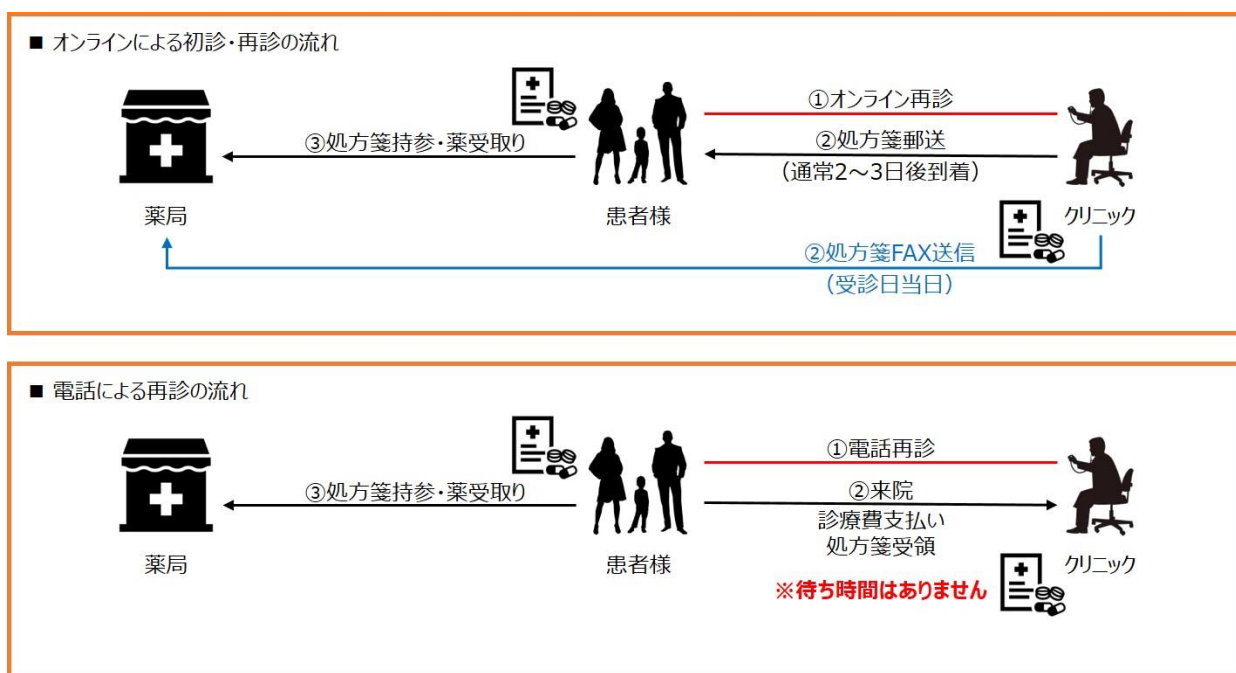 ■ オンラインによる初診・再診の流れ
①オンライン再診
③処方箋持参・薬受取り
②処方箋郵送
(通常2～3日後到着)
薬局
患者様
クリニック
②処方箋FAX送信
(受診日当日)
■ 電話による再診の流れ
①電話再診
③処方箋持参・薬受取り
②来院
診療費支払い
処方箋受領
薬局
患者様
クリニック
※待ち時間はありません